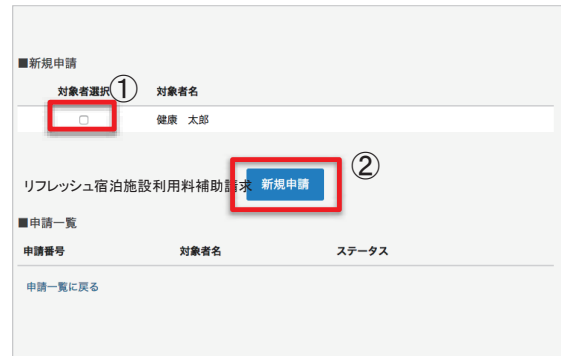 ■新規申請
対象者選択 ① 対象者名
健康 太郎
②
リフレッシュ宿泊施設利用料補助請求 新規申請
■申請一覧
申請番号 対象者名 ステータス
申請一覧に戻る